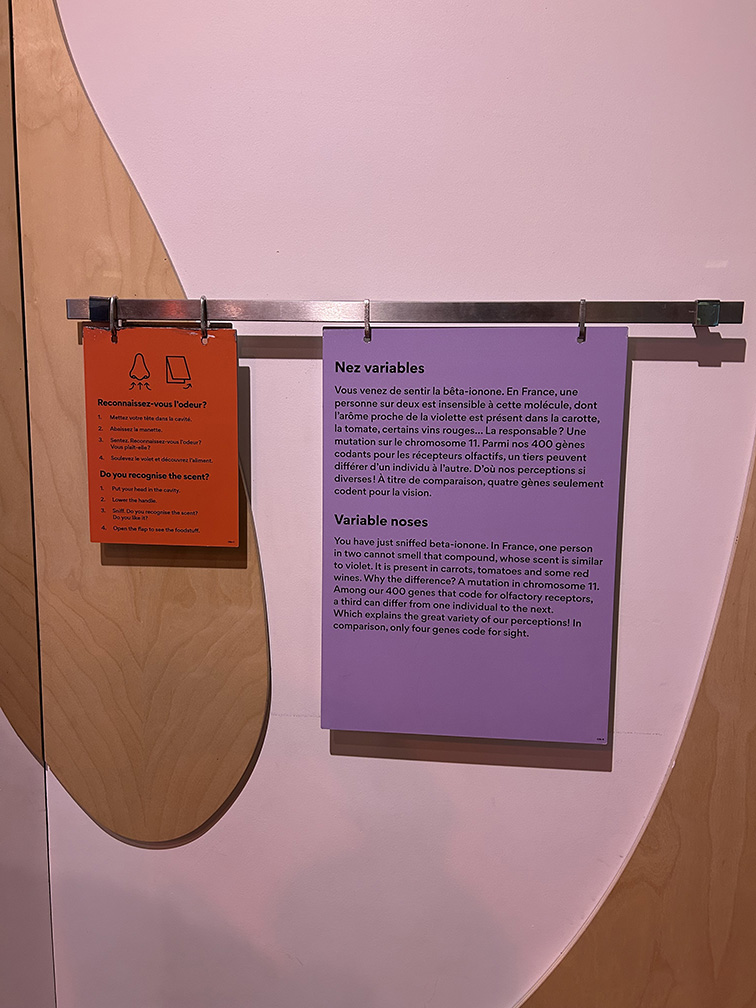 Reconnaissez-vous l'odeur?
1. Mettez votre tête dans la cavité.
2. Abaissez la manette.
3. Sentez. Reconnaissez-vous l'odeur?
Vous plaît-elle?
4. Soulevez le volet et découvrez l'aliment.
Do you recognise the scent?
1. Put your head in the cavity.
2. Lower the handle.
3. Sniff. Do you recognise the scent?
Do you like it?
4. Open the flap to see the foodstuff.
Nez variables
Vous venez de sentir la bêta-ionone. En France, une
personne sur deux est insensible à cette molécule, dont
l'arôme proche de la violette est présent dans la carotte,
la tomate, certains vins rouges... La responsable? Une
mutation sur le chromosome 11. Parmi nos 400 gènes
codants pour les récepteurs olfactifs, un tiers peuvent
différer d'un individu à l'autre. D'où nos perceptions si
diverses! À titre de comparaison, quatre gènes seulement
codent pour la vision.
Variable noses
You have just sniffed beta-ionone. In France, one person
in two cannot smell that compound, whose scent is similar
to violet. It is present in carrots, tomatoes and some red
wines. Why the difference? A mutation in chromosome 11.
Among our 400 genes that code for olfactory receptors,
a third can differ from one individual to the next.
Which explains the great variety of our perceptions! In
comparison, only four genes code for sight.